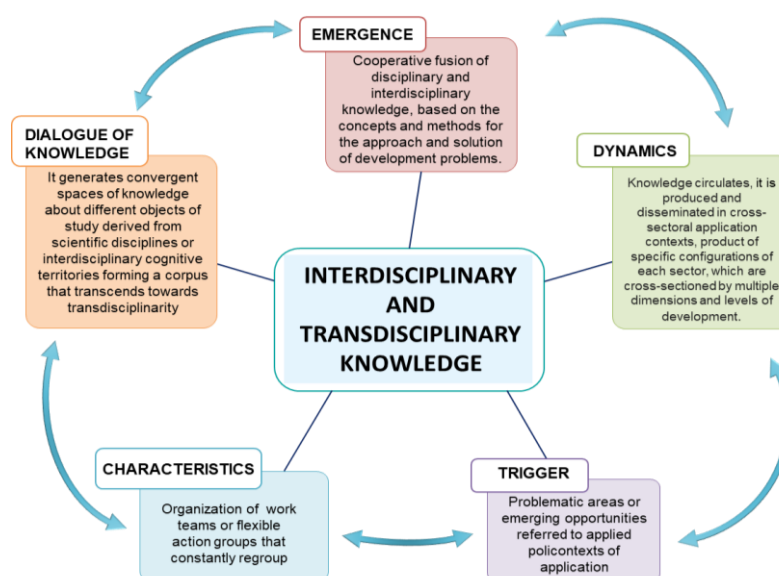 EMERGENCE
Cooperative fusion of
disciplinary and
interdisciplinary
knowledge, based on the
concepts and methods for
the approach and solution
of development problems.
DIALOGUE OF
KNOWLEDGE
It generates convergent
spaces of knowledge
about different objects of
study derived from
scientific disciplines or
interdisciplinary cognitive
territories forming a corpus
that transcends towards
transdisciplinarity
DYNAMICS
Knowledge circulates, it is
produced and
disseminated in cross-
sectoral application
contexts, product of
specific configurations of
each sector, which are
cross-sectioned by multiple
dimensions and levels of
development.
INTERDISCIPLINARY
AND
TRANSDISCIPLINARY
KNOWLEDGE
CHARACTERISTICS
Organization of work
teams or flexible
action groups that
constantly regroup
TRIGGER
Problematic areas or
emerging opportunities
referred to applied
policontexts of
application